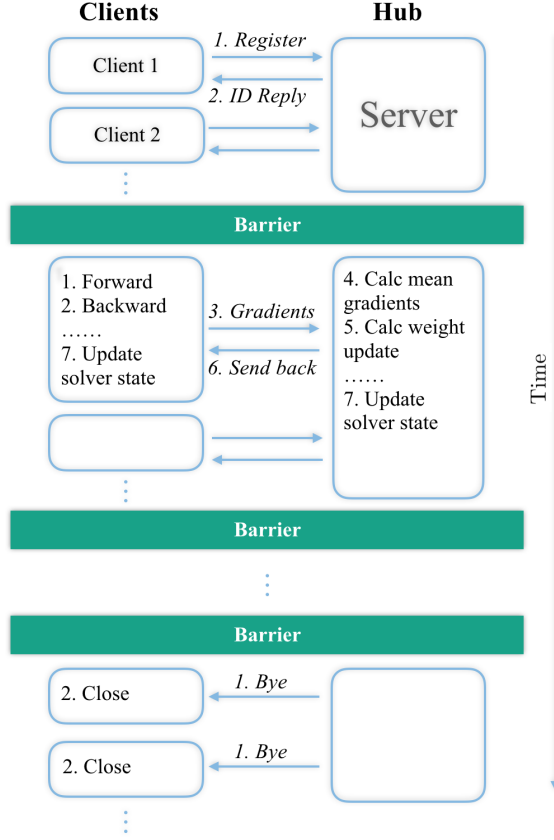 Clients
Hub
1. Register
Client 1
2. ID Reply
Server
Client 2
Barrier
1. Forward
2. Backward
......
7. Update
solver state
3. Gradients
6. Send back
4. Calc mean
gradients
5. Calc weight
update
......
7. Update
solver state
Time
Barrier
Barrier
2. Close
1. Bye
2. Close
1. Bye